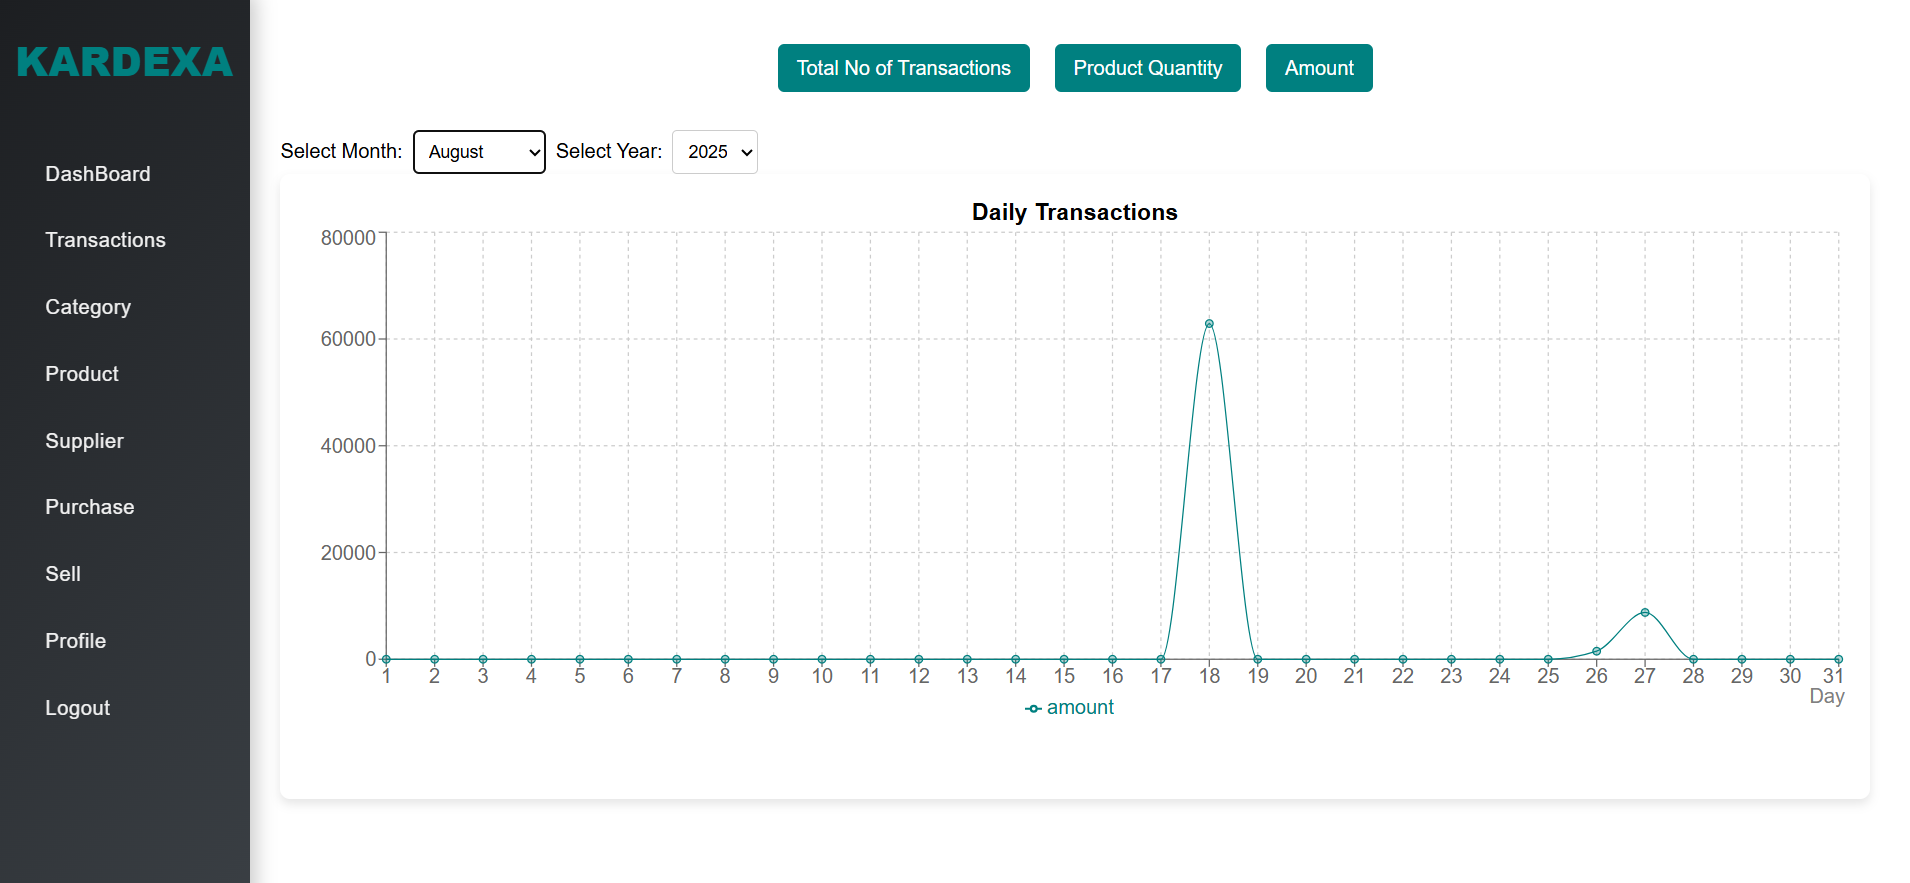 KARDEXA
DashBoard
Transactions
Category
Product
Supplier
Purchase
Sell
Profile
Logout
Total No of Transactions Product Quantity Amount
Select Month: August Select Year: 2025
Daily Transactions
80000
60000
40000
20000
0
1 2 3 4 5 6 7 8 9 10 11 12 13 14 15 16 17 18 19 20 21 22 23 24 25 26 27 28 29 30 31
Day
amount